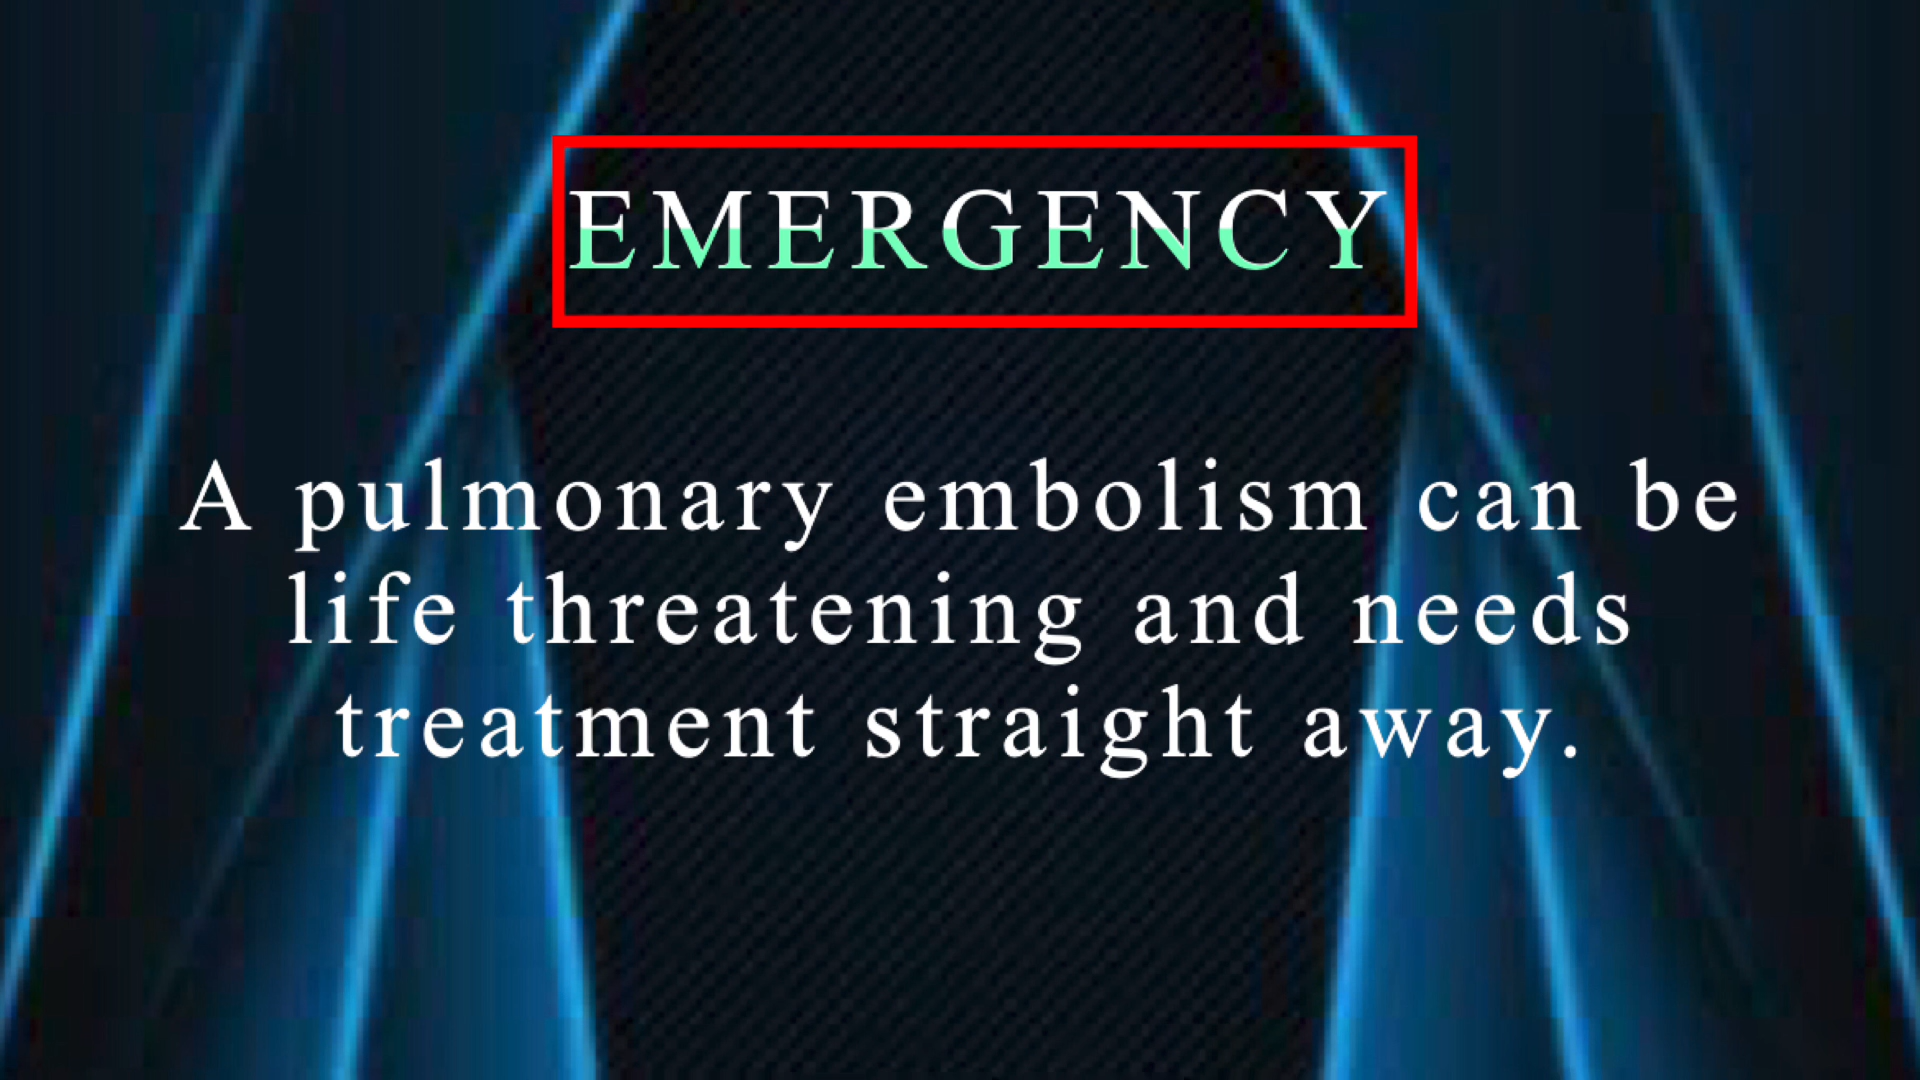 EMERGENCY
A pulmonary embolism can be
life threatening and needs
treatment straight away.